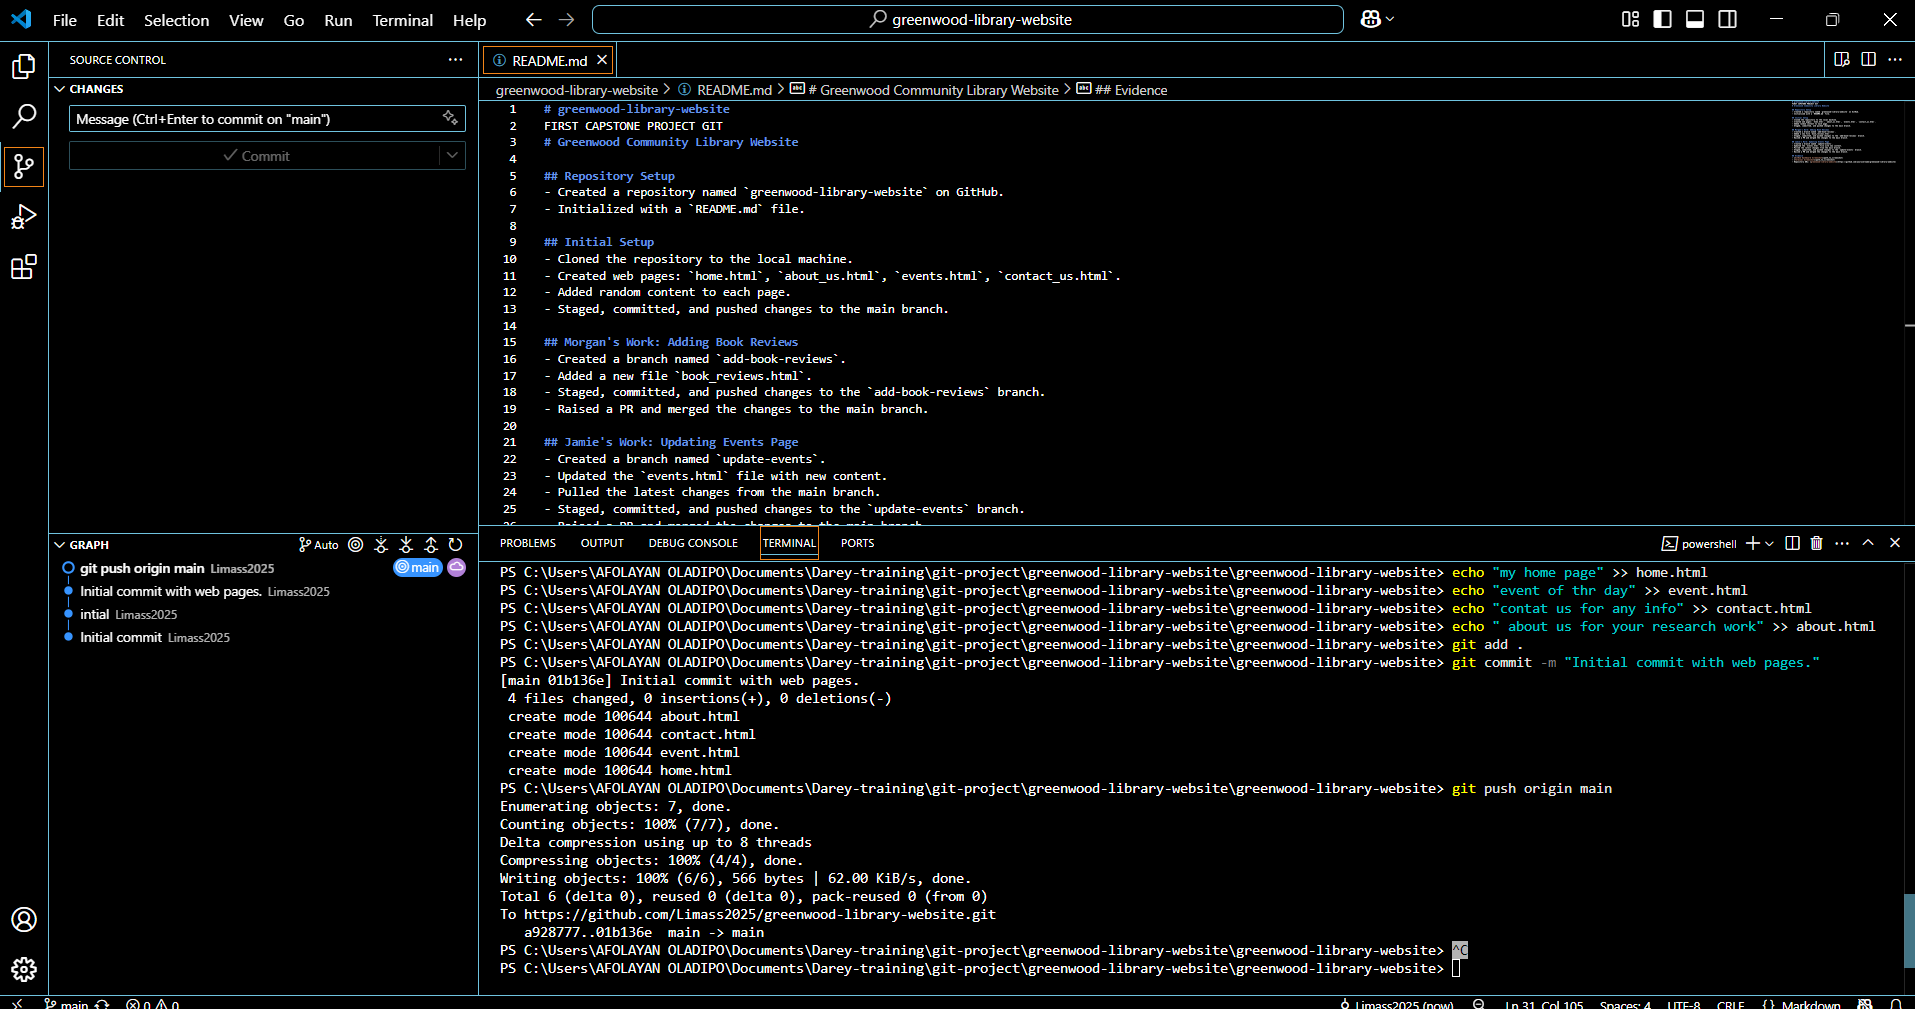 File Edit Selection View Go Run Terminal Help
greenwood-library-website
SOURCE CONTROL
CHANGES
Message (Ctrl+Enter to commit on "main")
Commit
GRAPH
Auto
git push origin main Limass2025
main
Initial commit with web pages. Limass2025
intial Limass2025
Initial commit Limass2025
README.md
greenwood-library-website > README.md > # Greenwood Community Library Website > ## Evidence
1 # greenwood-library-website
2 FIRST CAPSTONE PROJECT GIT
3 # Greenwood Community Library Website
4
5 ## Repository Setup
6 - Created a repository named `greenwood-library-website` on GitHub.
7 - Initialized with a `README.md` file.
8
9 ## Initial Setup
10 - Cloned the repository to the local machine.
11 - Created web pages: `home.html`, `about_us.html`, `events.html`, `contact_us.html`.
12 - Added random content to each page.
13 - Staged, committed, and pushed changes to the main branch.
14
15 ## Morgan's Work: Adding Book Reviews
16 - Created a branch named `add-book-reviews`.
17 - Added a new file `book_reviews.html`.
18 - Staged, committed, and pushed changes to the `add-book-reviews` branch.
19 - Raised a PR and merged the changes to the main branch.
20
21 ## Jamie's Work: Updating Events Page
22 - Created a branch named `update-events`.
23 - Updated the `events.html` file with new content.
24 - Pulled the latest changes from the main branch.
25 - Staged, committed, and pushed changes to the `update-events` branch.
26 - Raised a PR and merged the changes to the main branch.
PROBLEMS OUTPUT DEBUG CONSOLE TERMINAL PORTS
powershell
PS C:\Users\AFOLAYAN OLADIPO\Documents\Darey-training\git-project\greenwood-library-website\greenwood-library-website> echo "my home page" >> home.html
PS C:\Users\AFOLAYAN OLADIPO\Documents\Darey-training\git-project\greenwood-library-website\greenwood-library-website> echo "event of thr day" >> event.html
PS C:\Users\AFOLAYAN OLADIPO\Documents\Darey-training\git-project\greenwood-library-website\greenwood-library-website> echo "contat us for any info" >> contact.html
PS C:\Users\AFOLAYAN OLADIPO\Documents\Darey-training\git-project\greenwood-library-website\greenwood-library-website> echo " about us for your research work" >> about.html
PS C:\Users\AFOLAYAN OLADIPO\Documents\Darey-training\git-project\greenwood-library-website\greenwood-library-website> git add .
PS C:\Users\AFOLAYAN OLADIPO\Documents\Darey-training\git-project\greenwood-library-website\greenwood-library-website> git commit -m "Initial commit with web pages."
[main 01b136e] Initial commit with web pages.
4 files changed, 0 insertions(+), 0 deletions(-)
create mode 100644 about.html
create mode 100644 contact.html
create mode 100644 event.html
create mode 100644 home.html
PS C:\Users\AFOLAYAN OLADIPO\Documents\Darey-training\git-project\greenwood-library-website\greenwood-library-website> git push origin main
Enumerating objects: 7, done.
Counting objects: 100% (7/7), done.
Delta compression using up to 8 threads
Compressing objects: 100% (4/4), done.
Writing objects: 100% (6/6), 566 bytes | 62.00 KiB/s, done.
Total 6 (delta 0), reused 0 (delta 0), pack-reused 0 (from 0)
To https://github.com/Limass2025/greenwood-library-website.git
a928777..01b136e main -> main
PS C:\Users\AFOLAYAN OLADIPO\Documents\Darey-training\git-project\greenwood-library-website\greenwood-library-website> ^C
PS C:\Users\AFOLAYAN OLADIPO\Documents\Darey-training\git-project\greenwood-library-website\greenwood-library-website>
main 0 0 Limass2025 (now) Ln 31, Col 105 Spaces: 4 UTF-8 CRLF {} Markdown